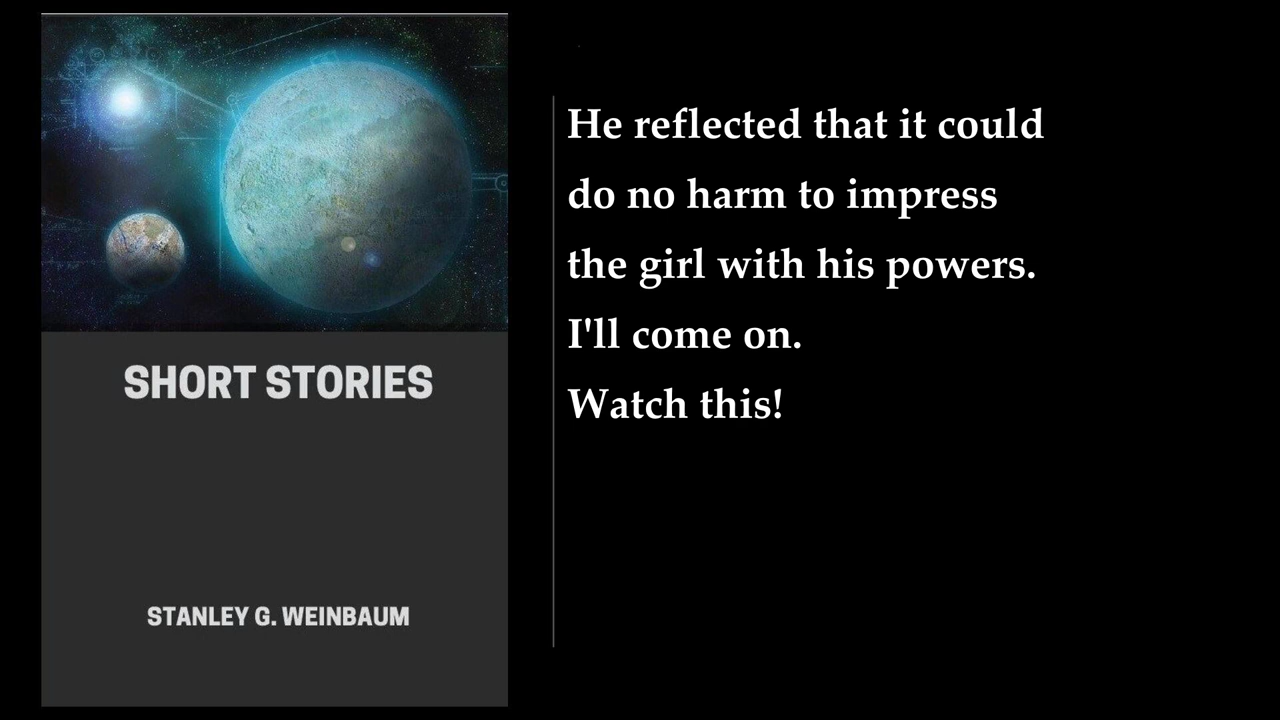 SHORT STORIES
STANLEY G. WEINBAUM
He reflected that it could
do no harm to impress
the girl with his powers.
I'll come on.
Watch this!